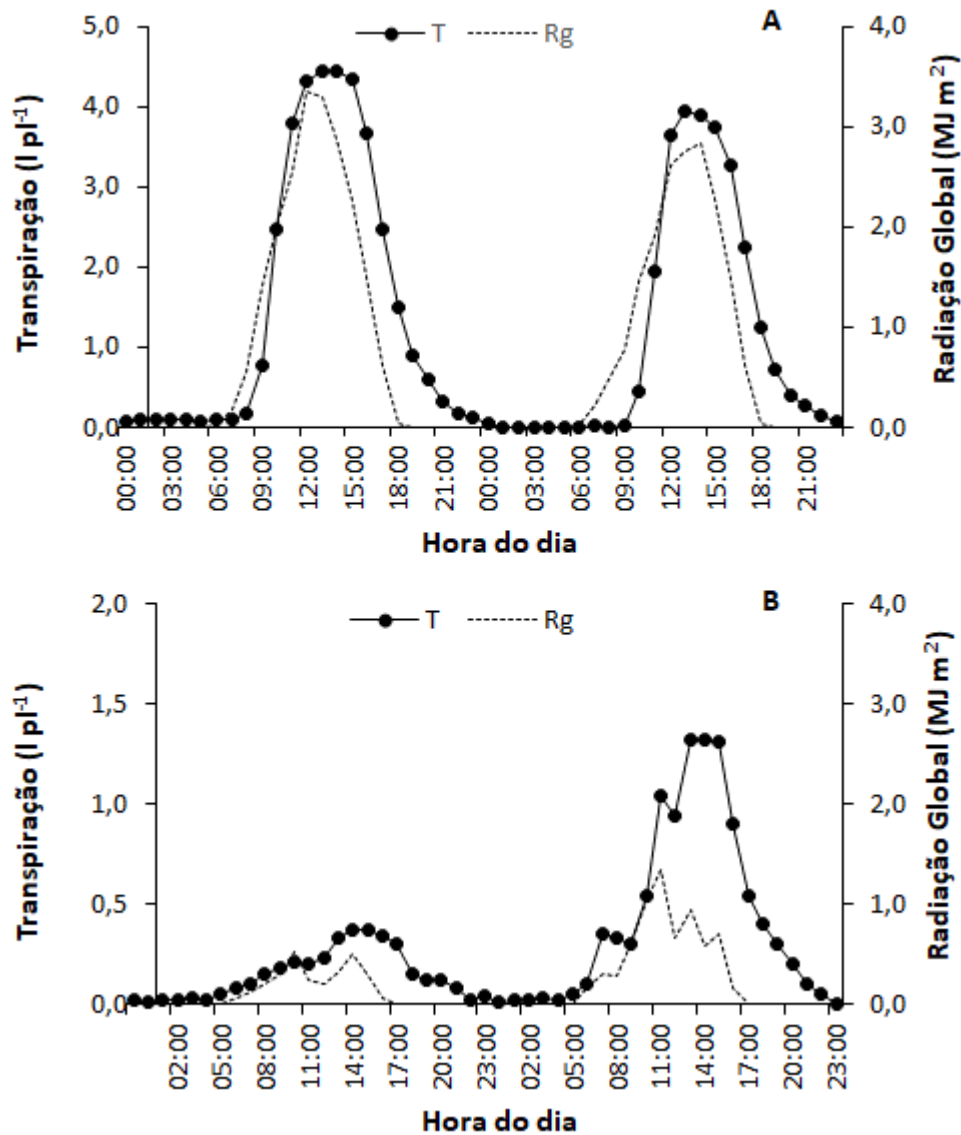 A
T Rg
5,0
4,0
3,0
2,0
1,0
0,0
Transpiração (l pl-1)
4,0
3,0
2,0
1,0
0,0
Radiação Global (MJ m2)
00:00 03:00 06:00 09:00 12:00 15:00 18:00 21:00 00:00 03:00 06:00 09:00 12:00 15:00 18:00 21:00
Hora do dia
B
T Rg
2,0
1,5
1,0
0,5
0,0
Transpiração (l pl-1)
4,0
3,0
2,0
1,0
0,0
Radiação Global (MJ m2)
02:00 05:00 08:00 11:00 14:00 17:00 20:00 23:00 02:00 05:00 08:00 11:00 14:00 17:00 20:00 23:00
Hora do dia